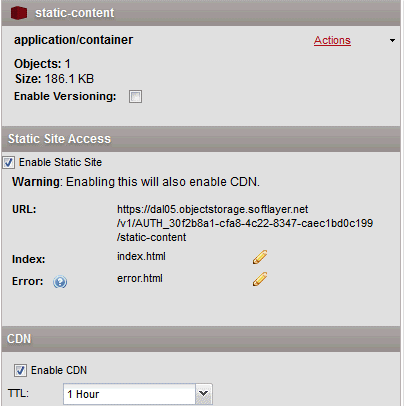 static-content
application/container Actions
Objects: 1
Size: 186.1 KB
Enable Versioning:
Static Site Access
Enable Static Site
Warning: Enabling this will also enable CDN.
URL: https://dal05.objectstorage.softlayer.net
/v1/AUTH_30f2b8a1-cfa8-4c22-8347-caec1bd0c199
/static-content
Index: index.html
Error: ? error.html
CDN
Enable CDN
TTL: 1 Hour